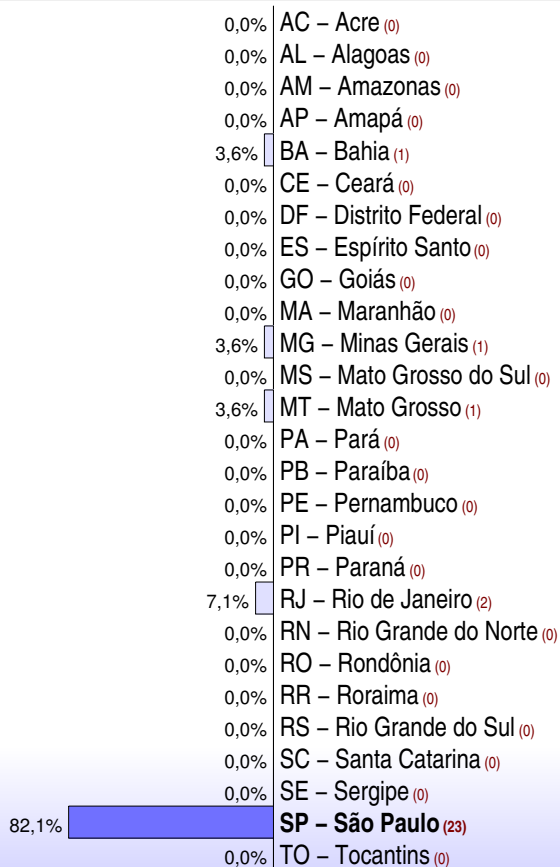 0,0% AC – Acre (0)
0,0% AL – Alagoas (0)
0,0% AM – Amazonas (0)
0,0% AP – Amapá (0)
3,6% BA – Bahia (1)
0,0% CE – Ceará (0)
0,0% DF – Distrito Federal (0)
0,0% ES – Espírito Santo (0)
0,0% GO – Goiás (0)
0,0% MA – Maranhão (0)
3,6% MG – Minas Gerais (1)
0,0% MS – Mato Grosso do Sul (0)
3,6% MT – Mato Grosso (1)
0,0% PA – Pará (0)
0,0% PB – Paraíba (0)
0,0% PE – Pernambuco (0)
0,0% PI – Piauí (0)
0,0% PR – Paraná (0)
7,1% RJ – Rio de Janeiro (2)
0,0% RN – Rio Grande do Norte (0)
0,0% RO – Rondônia (0)
0,0% RR – Roraima (0)
0,0% RS – Rio Grande do Sul (0)
0,0% SC – Santa Catarina (0)
0,0% SE – Sergipe (0)
82,1% SP – São Paulo (23)
0,0% TO – Tocantins (0)